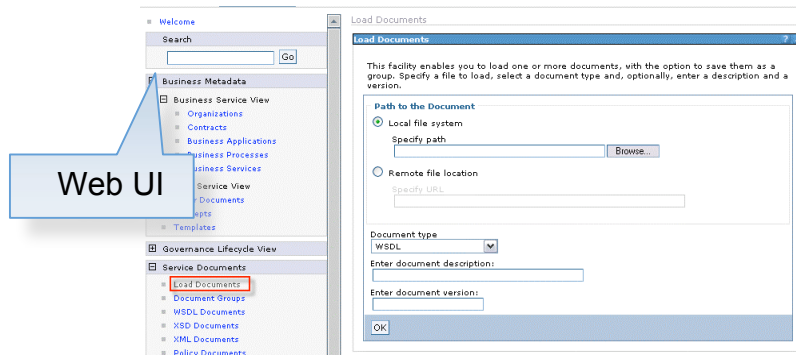 Welcome
Search
Go
Business Metadata
Business Service View
Organizations
Contracts
Business Applications
Business Processes
Business Services
Service View
Documents
Templates
Governance Lifecycle View
Service Documents
Load Documents
Document Groups
WSDL Documents
XSD Documents
XML Documents
Policy Documents
Web UI
Load Documents
Load Documents
?
This facility enables you to load one or more documents, with the option to save them as a
group. Specify a file to load, select a document type and, optionally, enter a description and a
version.
Path to the Document
Local file system
Specify path
Browse...
Remote file location
Specify URL
Document type
WSDL
Enter document description:
Enter document version:
OK